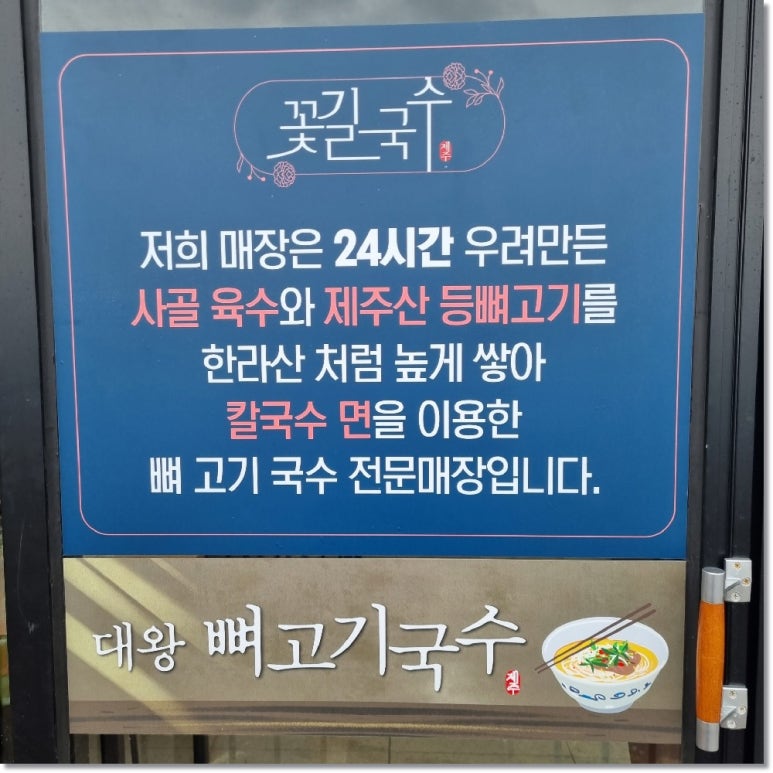 꽃길국수
제주
저희 매장은 24시간 우려만든
사골 육수와 제주산 등뼈고기를
한라산 처럼 높게 쌓아
칼국수 면을 이용한
뼈 고기 국수 전문매장입니다.
대왕 뼈고기국수
제주